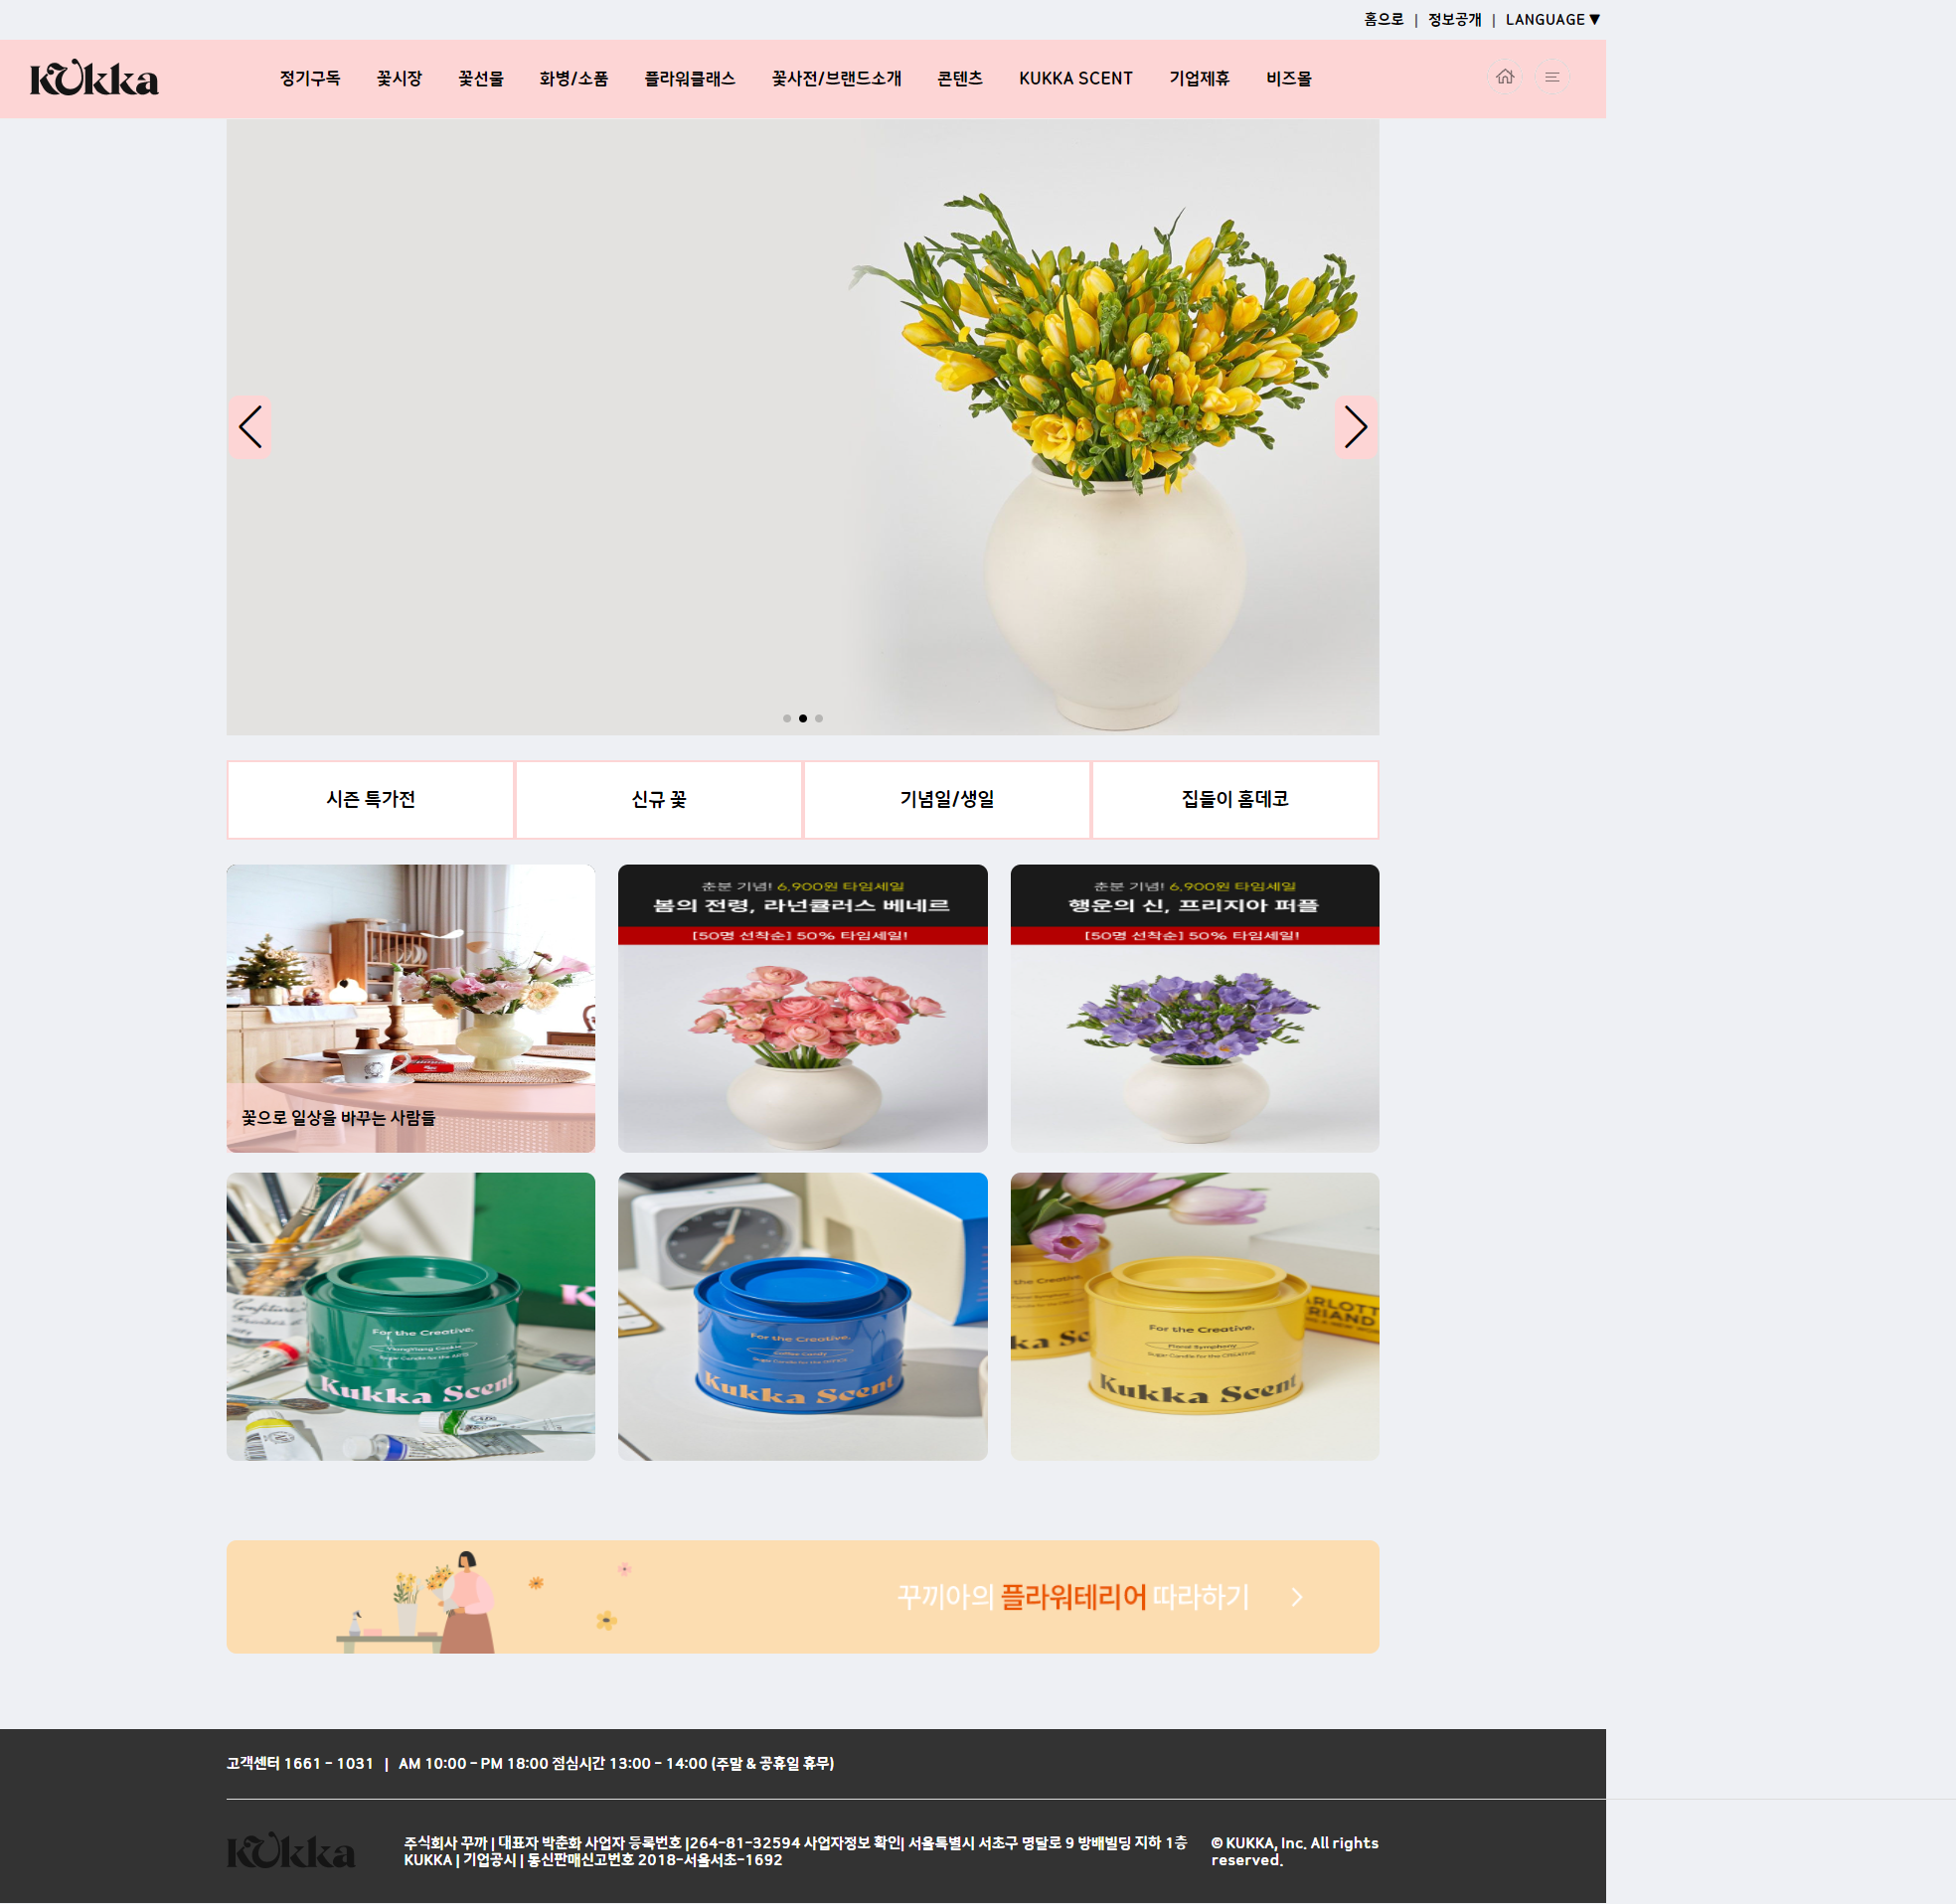 홈으로 | 정보공개 | LANGUAGE ▼
Kukka
정기구독 꽃시장 꽃선물 화병/소품 플라워클래스 꽃사전/브랜드소개 콘텐츠 KUKKA SCENT 기업제휴 비즈몰
시즌 특가전 신규 꽃 기념일/생일 집들이 홈데코
꽃으로 일상을 바꾸는 사람들
춘분 기념! 6,900원 타임세일
봄의 전령, 라넌큘러스 베네르
[50명 선착순] 50% 타임세일!
춘분 기념! 6,900원 타임세일
행운의 신, 프리지아 퍼플
[50명 선착순] 50% 타임세일!
For the Creative.
Kukka Scent
For the Creative.
Coffee Candy
Kukka Scent
For the Creative.
Floral Symphony
Sugar Candle for the CREATIVE
Kukka Scent
꾸끼아의 플라워테리어 따라하기
고객센터 1661 - 1031 | AM 10:00 - PM 18:00 점심시간 13:00 - 14:00 (주말 & 공휴일 휴무)
Kukka
주식회사 꾸까 | 대표자 박춘화 사업자 등록번호 |264-81-32594 사업자정보 확인| 서울특별시 서초구 명달로 9 방배빌딩 지하 1층
KUKKA | 기업공시 | 통신판매신고번호 2018-서울서초-1692
© KUKKA, Inc. All rights
reserved.